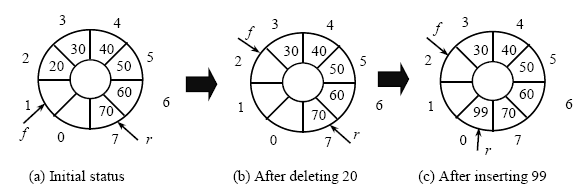 3 4
2 30 40 5
20 50
60
1 70 6
f 0 7 r
(a) Initial status
f 3 4
2 30 40 5
50
60
1 70 6
0 7 r
(b) After deleting 20
f 3 4
2 30 40 5
50
60
1 99 70 6
0 r 7
(c) After inserting 99